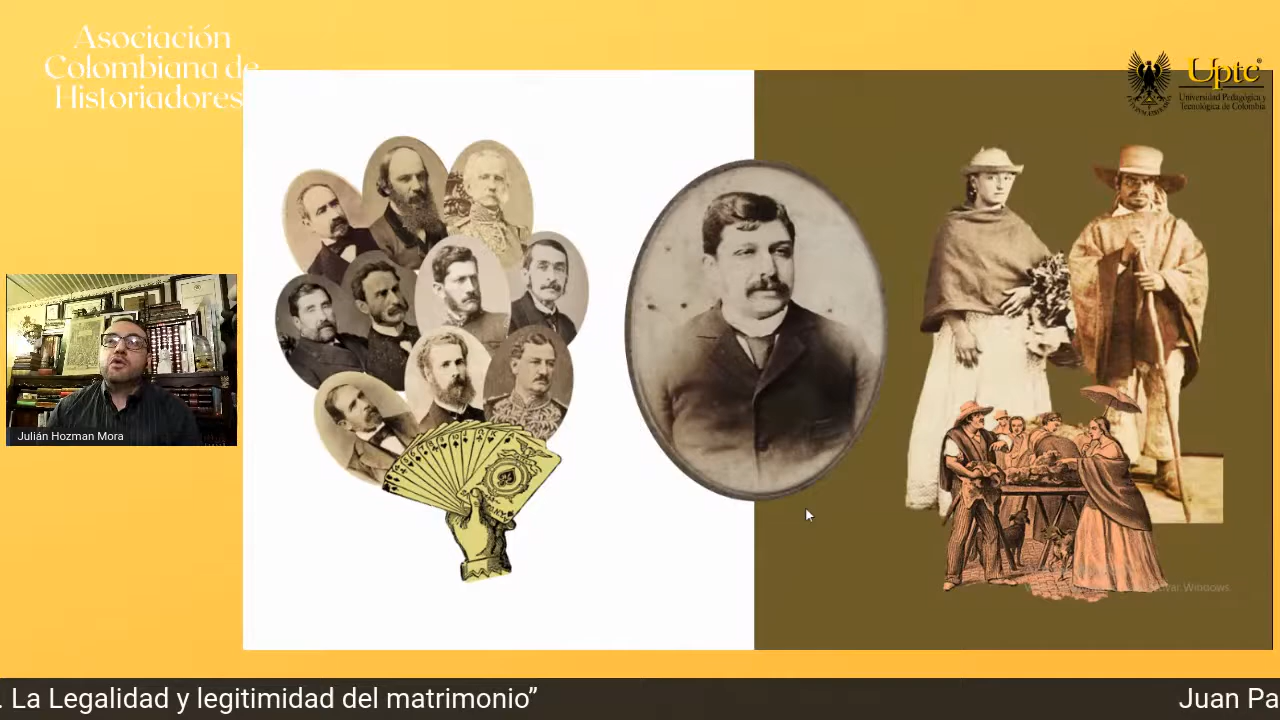 Asociación
Colombiana de
Historiadores
Uptc®
Universidad Pedagógica y
Tecnológica de Colombia
Julián Hozman Mora
. La Legalidad y legitimidad del matrimonio”
Juan Pa